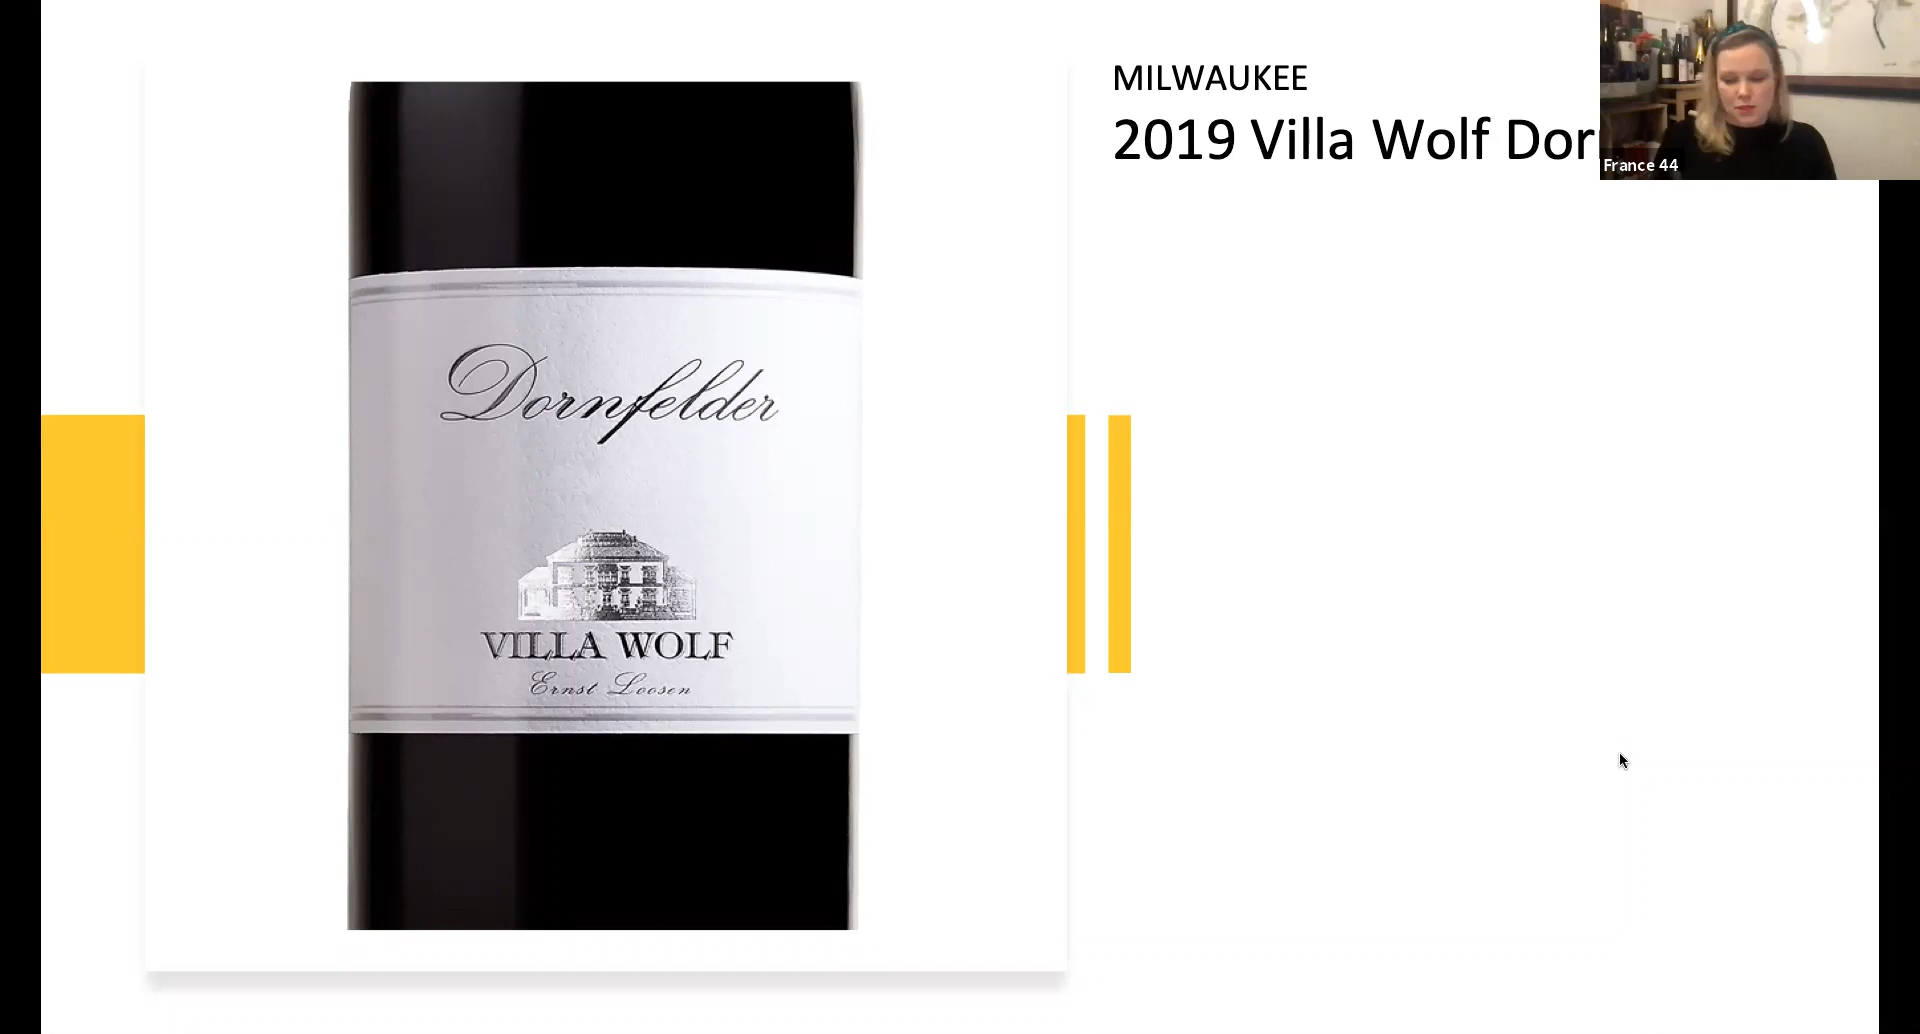 MILWAUKEE
2019 Villa Wolf Dor
France 44
Dornfelder
VILLA WOLF
Ernst Loosen